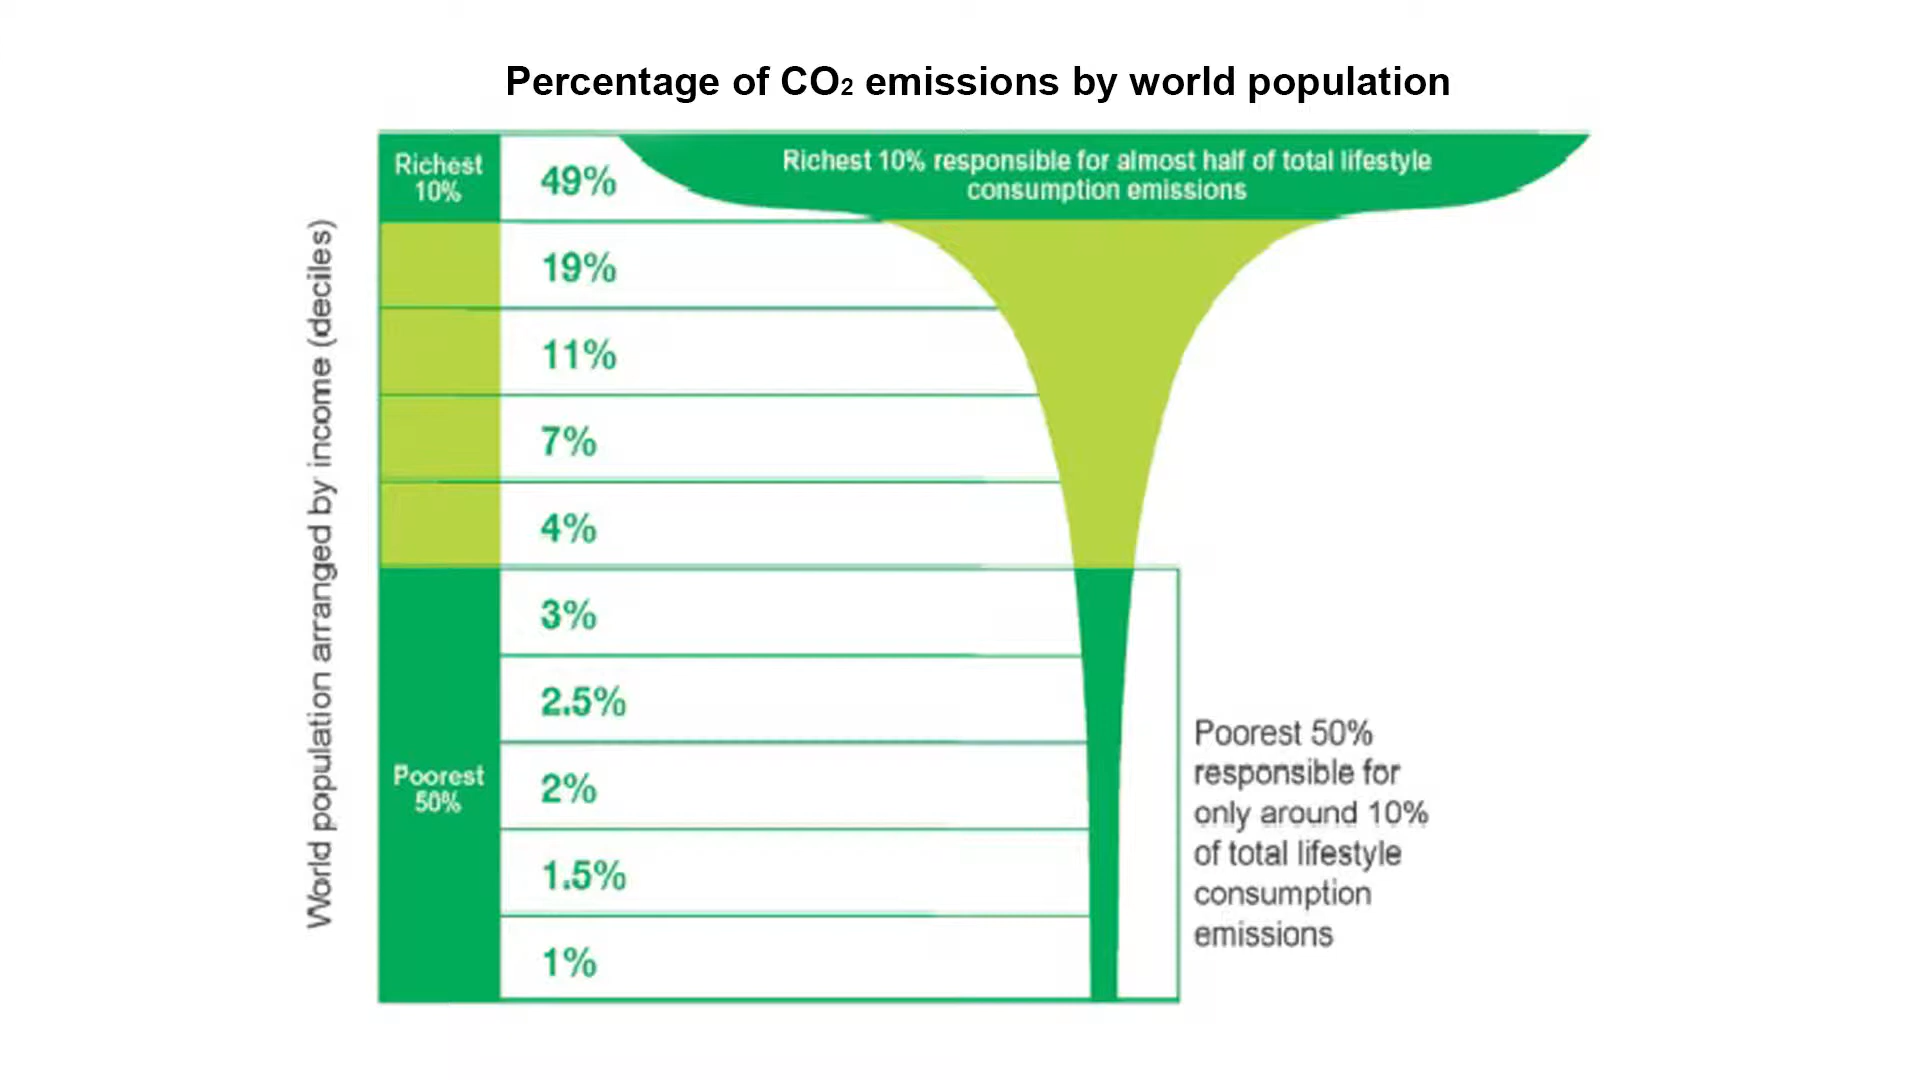 Percentage of CO₂ emissions by world population
World population arranged by income (deciles)
Richest
10%
49%
Richest 10% responsible for almost half of total lifestyle
consumption emissions
19%
11%
7%
4%
3%
2.5%
2%
1.5%
1%
Poorest
50%
Poorest 50%
responsible for
only around 10%
of total lifestyle
consumption
emissions